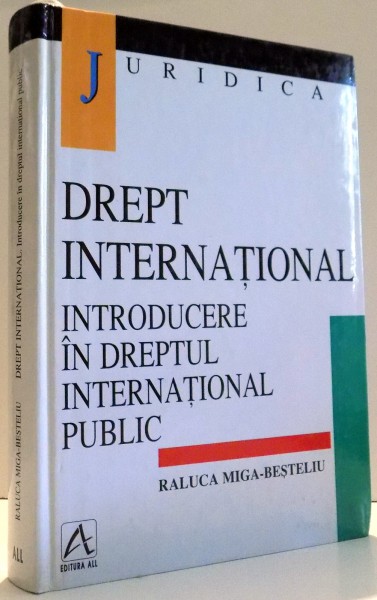 JURIDICA
DREPT
INTERNAȚIONAL
INTRODUCERE
ÎN DREPTUL
INTERNAȚIONAL
PUBLIC
RALUCA MIGA-BEȘTELIU
A
EDITURA ALL
DREPT INTERNAȚIONAL. Introducere în dreptul internațional public
RALUCA MIGA-BEȘTELIU
ALL